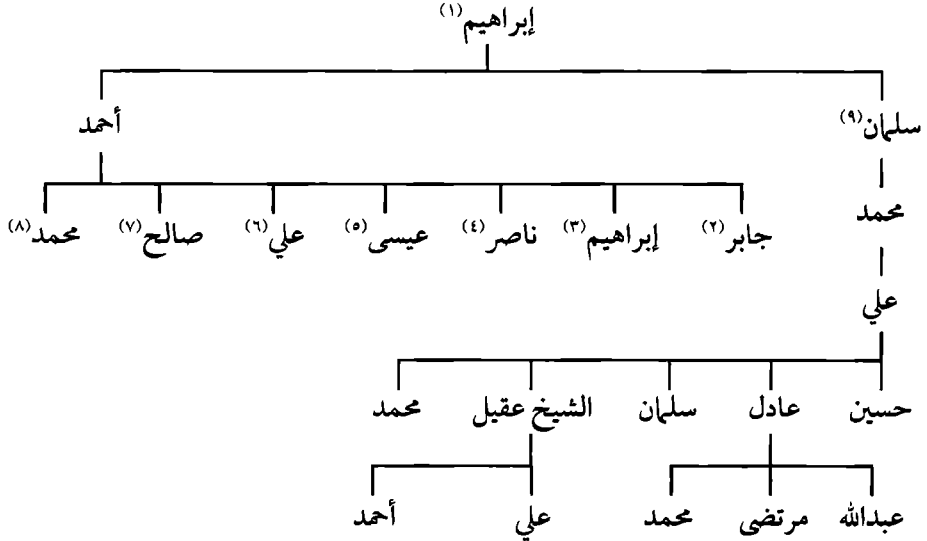 إبراهيم(١)
سلمان(٩) أحمد
محمد
جابر(٢) إبراهيم(٣) ناصر(٤) عيسى(٥) علي(٦) صالح(٧) محمد(٨)
علي
حسين عادل سلمان الشيخ عقيل محمد
عبدالله مرتضى محمد علي أحمد